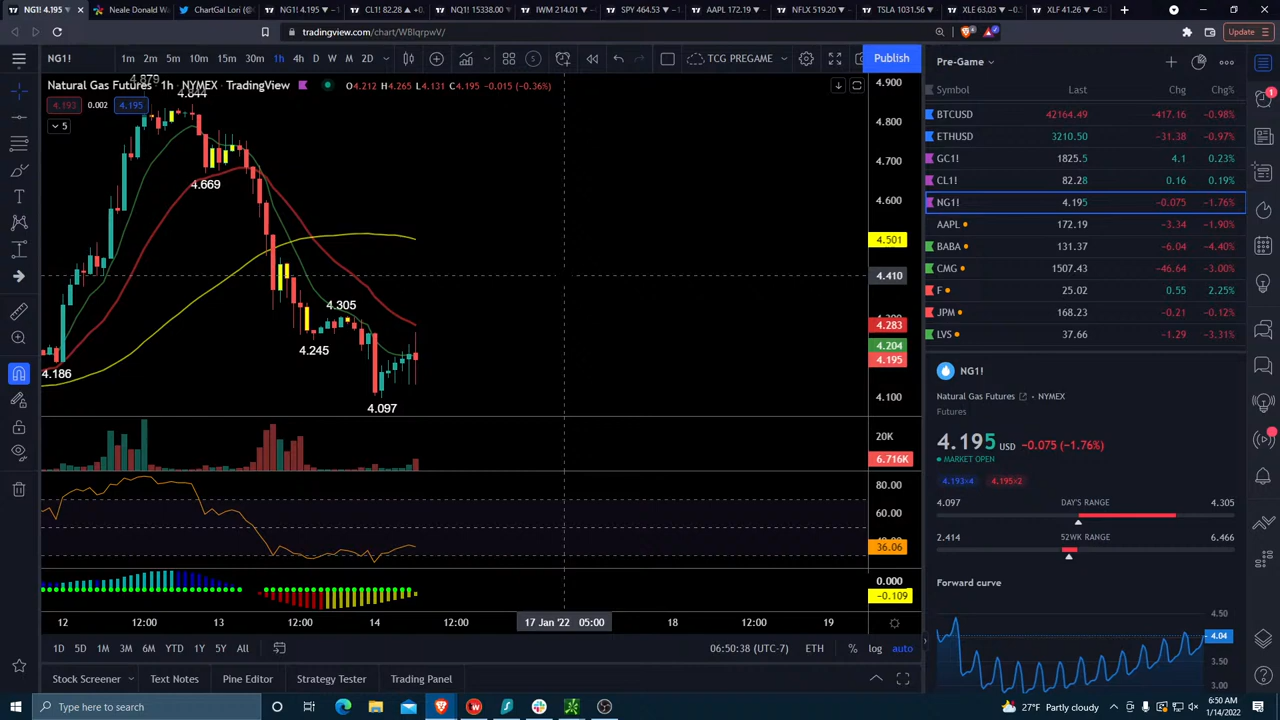 NG1! 4.195
Neale Donald W
ChartGal Lori (
NG1! 4.195
CL1! 82.28
NQ1! 15338.00
IWM 214.01
SPY 464.53
AAPL 172.19
NFLX 519.20
TSLA 1031.56
XLE 63.03
XLF 41.26
tradingview.com/chart/WBlqrpwV/
Update
NG1!
1m 2m 5m 10m 15m 30m 1h 4h D W M 2D
TCG PREGAME
Publish
Pre-Game
Natural Gas Futures · 1h · NYMEX · TradingView
O4.212 H4.265 L4.131 C4.195 -0.015 (-0.36%)
4.193 0.002 4.195
5
4.879
4.844
4.669
4.305
4.245
4.186
4.097
4.900
4.800
4.700
4.600
4.501
4.410
4.283
4.204
4.195
4.100
20K
6.716K
80.00
60.00
36.06
0.000
-0.109
12 12:00 13 12:00 14 12:00 17 Jan '22 05:00 18 12:00 19
1D 5D 1M 3M 6M YTD 1Y 5Y All
06:50:38 (UTC-7) ETH % log auto
Stock Screener Text Notes Pine Editor Strategy Tester Trading Panel
Symbol Last Chg Chg%
BTCUSD 42164.49 -417.16 -0.98%
ETHUSD 3210.50 -31.38 -0.97%
GC1! 1825.5 4.1 0.23%
CL1! 82.28 0.16 0.19%
NG1! 4.195 -0.075 -1.76%
AAPL 172.19 -3.34 -1.90%
BABA 131.37 -6.04 -4.40%
CMG 1507.43 -46.64 -3.00%
F 25.02 0.55 2.25%
JPM 168.23 -0.21 -0.12%
LVS 37.66 -1.29 -3.31%
NG1!
Natural Gas Futures · NYMEX
Futures
4.195 USD -0.075 (-1.76%)
MARKET OPEN
4.193×4 4.195×2
4.097 DAY'S RANGE 4.305
2.414 52WK RANGE 6.466
Forward curve
4.50
4.04
3.50
3.00
1
Type here to search
27°F Partly cloudy
6:50 AM
1/14/2022